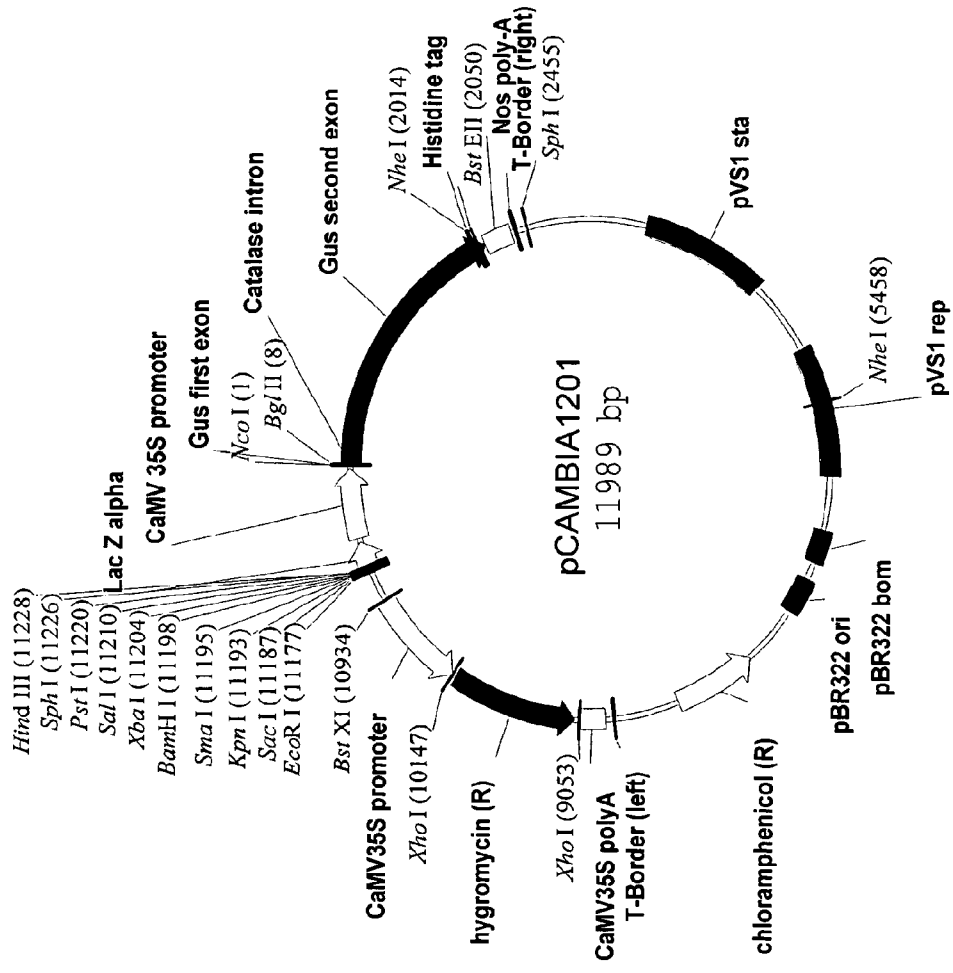 Hind III (11228)
Sph I (11226)
Pst I (11220)
Sal I (11210)
Xba I (11204)
BamH I (11198)
Sma I (11195)
Kpn I (11193)
Sac I (11187)
EcoR I (11177)
Bst XI (10934)
CaMV35S promoter
Xho I (10147)
hygromycin (R)
Xho I (9053)
CaMV35S polyA
T-Border (left)
chloramphenicol (R)
pBR322 ori
pBR322 bom
pVS1 rep
Nhe I (5458)
pVS1 sta
Sph I (2455)
T-Border (right)
Nos poly-A
Bst EII (2050)
Histidine tag
Nhe I (2014)
Gus second exon
Catalase intron
Bgl II (8)
Nco I (1)
Gus first exon
CaMV 35S promoter
Lac Z alpha
pCAMBIA1201
11989 bp